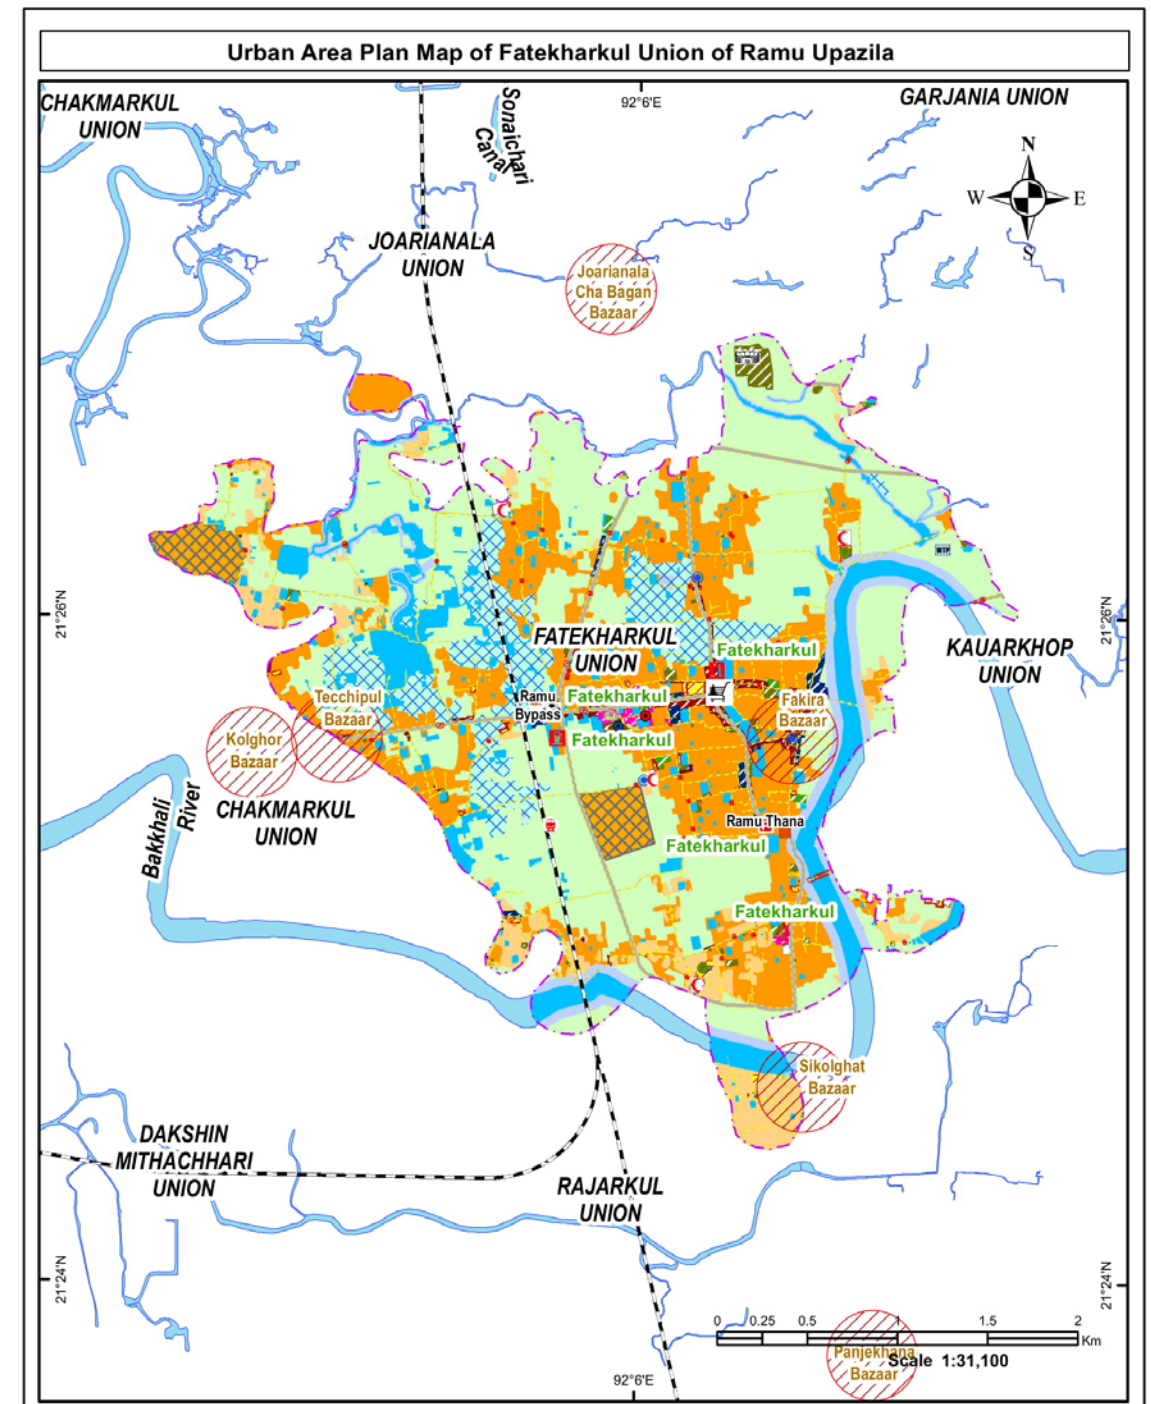 Urban Area Plan Map of Fatekharkul Union of Ramu Upazila
CHAKMARKUL
UNION
Sonaichari
Canal
92°6'E
GARJANIA UNION
N
W
E
S
JOARIANALA
UNION
Joarianala
Cha Bagan
Bazaar
WTP
21°26'N
21°26'N
FATEKHARKUL
UNION
Fatekharkul
KAUARKHOP
UNION
Tecchipul
Bazaar
Ramu
Bypass
Fatekharkul
Fakira
Bazaar
Kolghor
Bazaar
Fatekharkul
CHAKMARKUL
UNION
Bakkhali
River
Ramu Thana
Fatekharkul
Fatekharkul
Sikolghat
Bazaar
DAKSHIN
MITHACHHARI
UNION
RAJARKUL
UNION
21°24'N
21°24'N
0 0.25 0.5 1 1.5 2
Km
Panjekhana
Bazaar
Scale 1:31,100
92°6'E